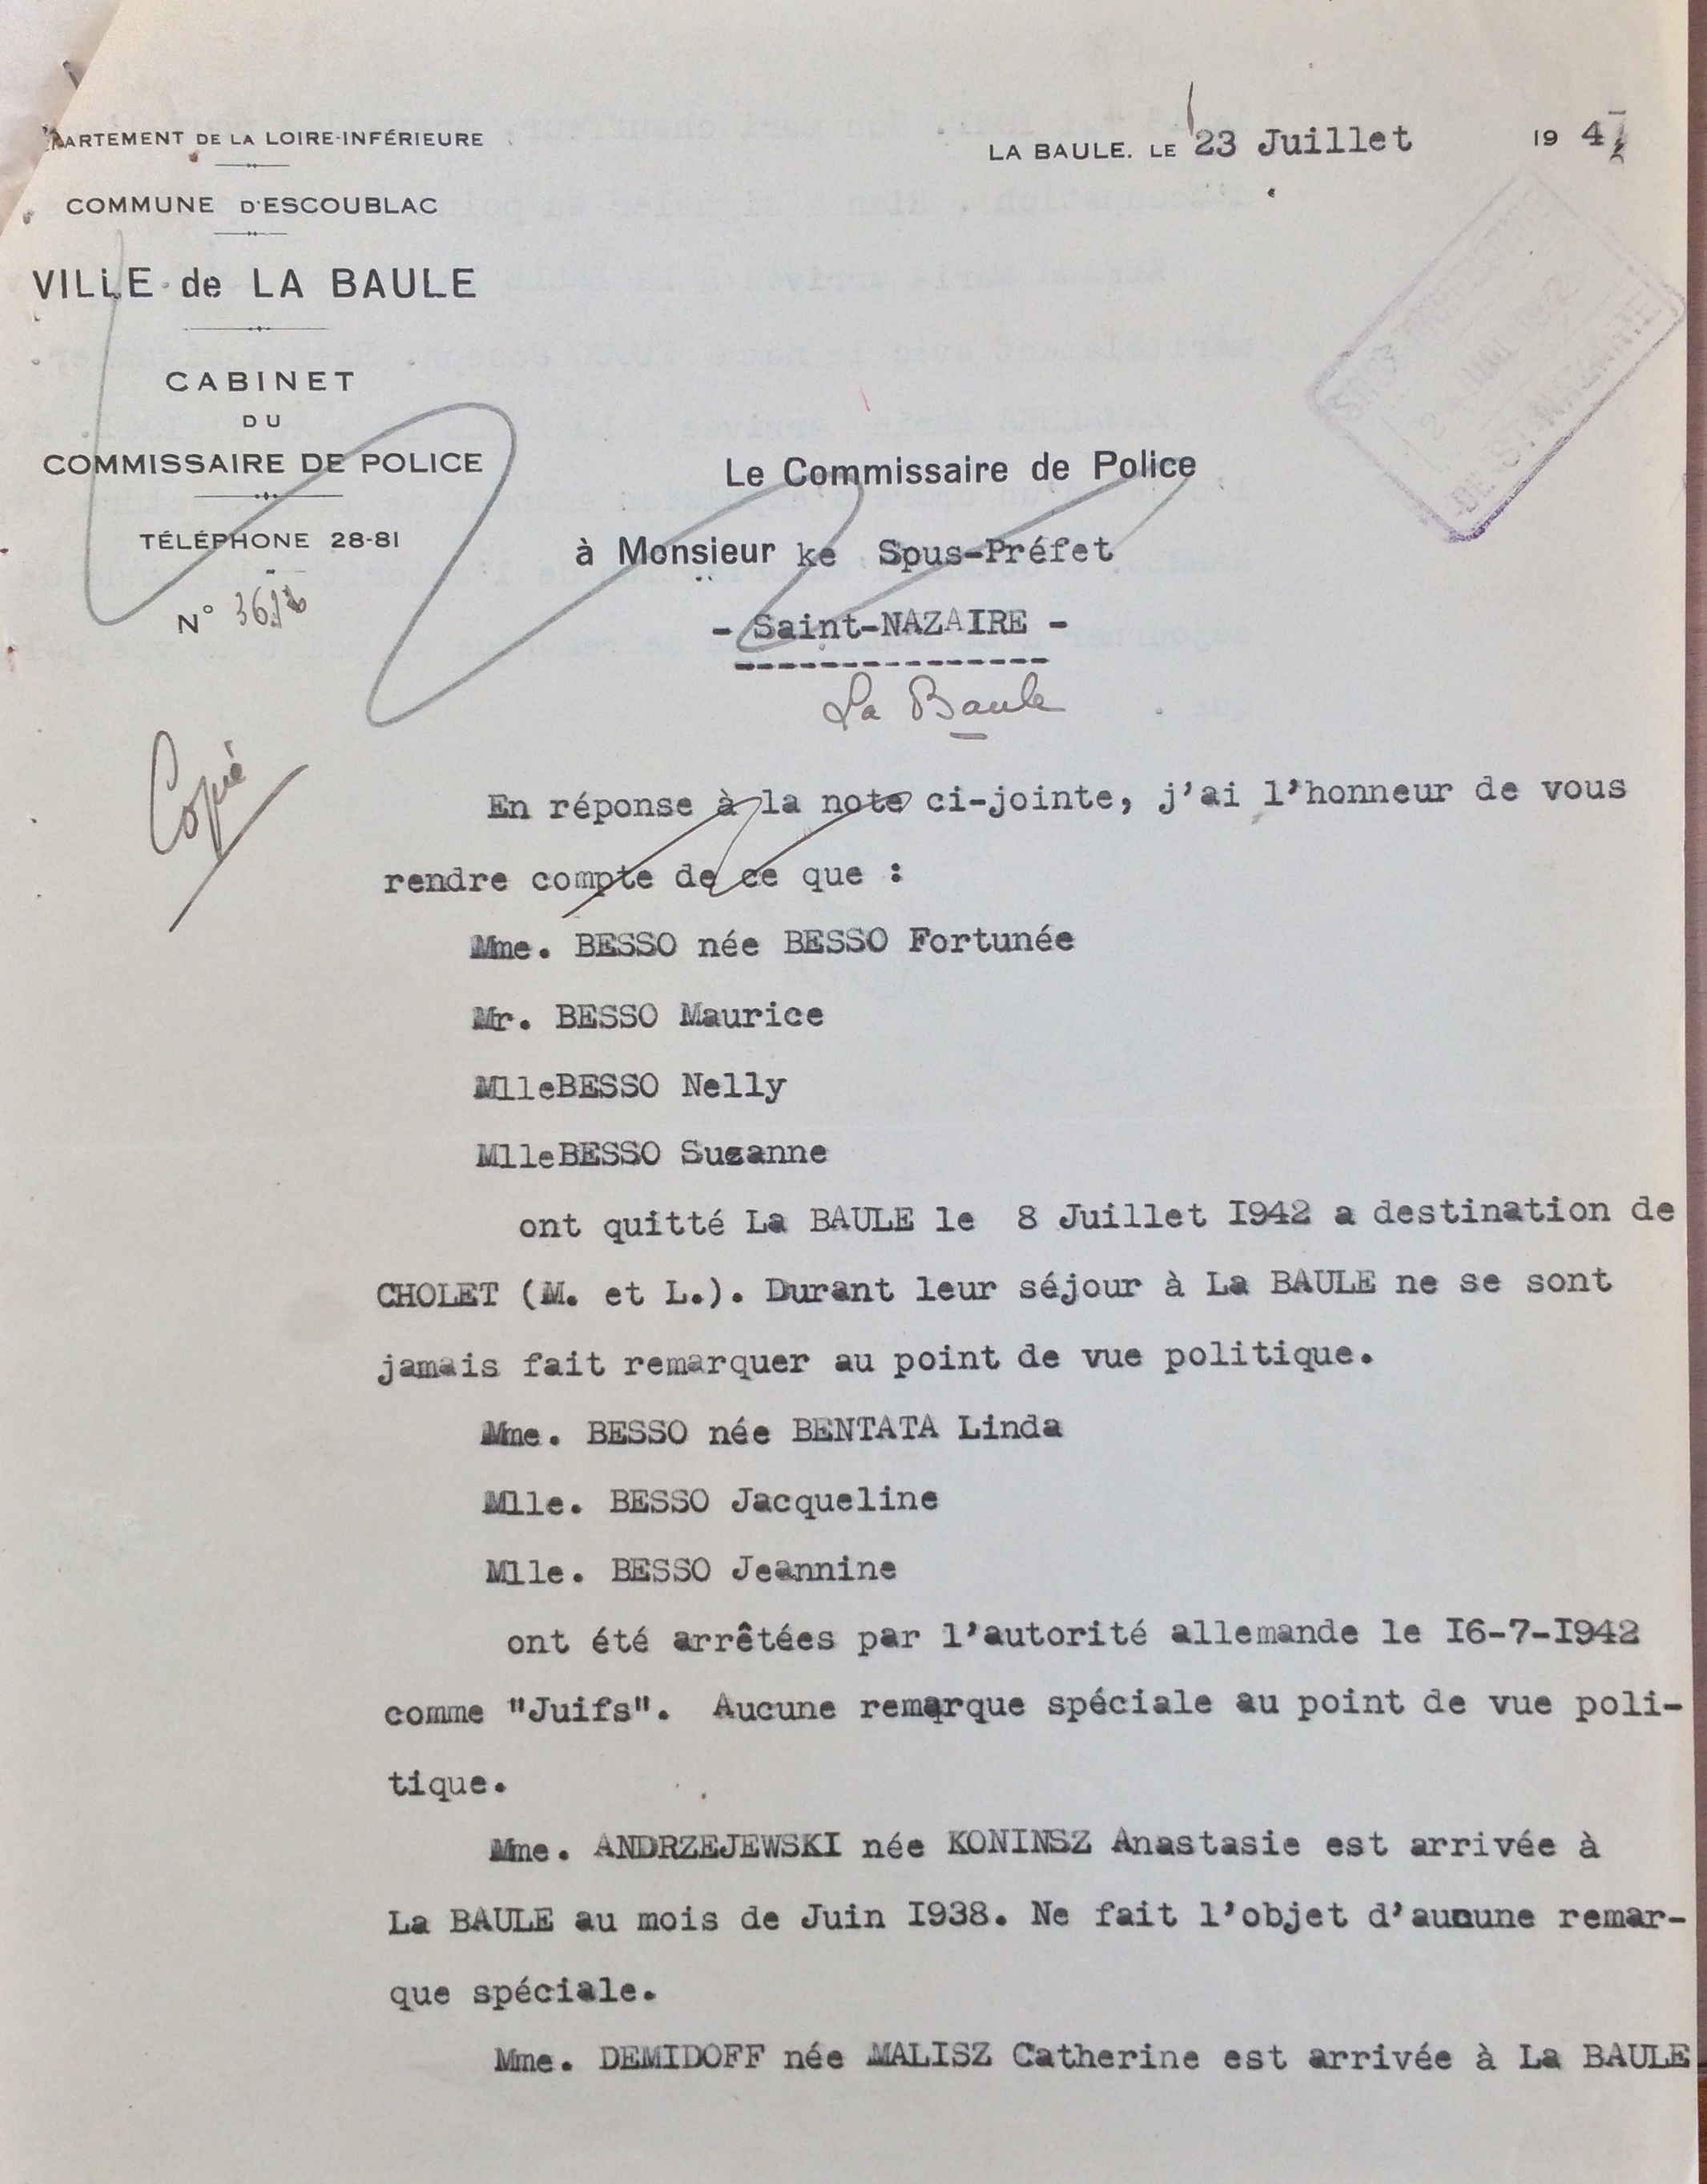 PARTEMENT DE LA LOIRE-INFÉRIEURE
LA BAULE. LE 23 Juillet 19 4
COMMUNE D'ESCOUBLAC
VILLE de LA BAULE
CABINET
DU
COMMISSAIRE DE POLICE
TÉLÉPHONE 28-81
N°
SOUS
DE ST-NAZAIRE
Le Commissaire de Police
à Monsieur ke Spus-Préfet
- Saint-NAZAIRE -
La Baule
Copié
En réponse à la note ci-jointe, j'ai l'honneur de vous
rendre compte de ce que :
Mme. BESSO née BESSO Fortunée
Mr. BESSO Maurice
MlleBESSO Nelly
MlleBESSO Suzanne
ont quitté La BAULE le 8 Juillet I942 a destination de
CHOLET (M. et L.). Durant leur séjour à La BAULE ne se sont
jamais fait remarquer au point de vue politique.
Mme. BESSO née BENTATA Linda
Mlle. BESSO Jacqueline
Mlle. BESSO Jeannine
ont été arrêtées par l'autorité allemande le I6-7-I942
comme "Juifs". Aucune remarque spéciale au point de vue poli-
tique.
Mme. ANDRZEJEWSKI née KONINSZ Anastasie est arrivée à
La BAULE au mois de Juin I938. Ne fait l'objet d'aucune remar-
que spéciale.
Mme. DEMIDOFF née MALISZ Catherine est arrivée à La BAULE